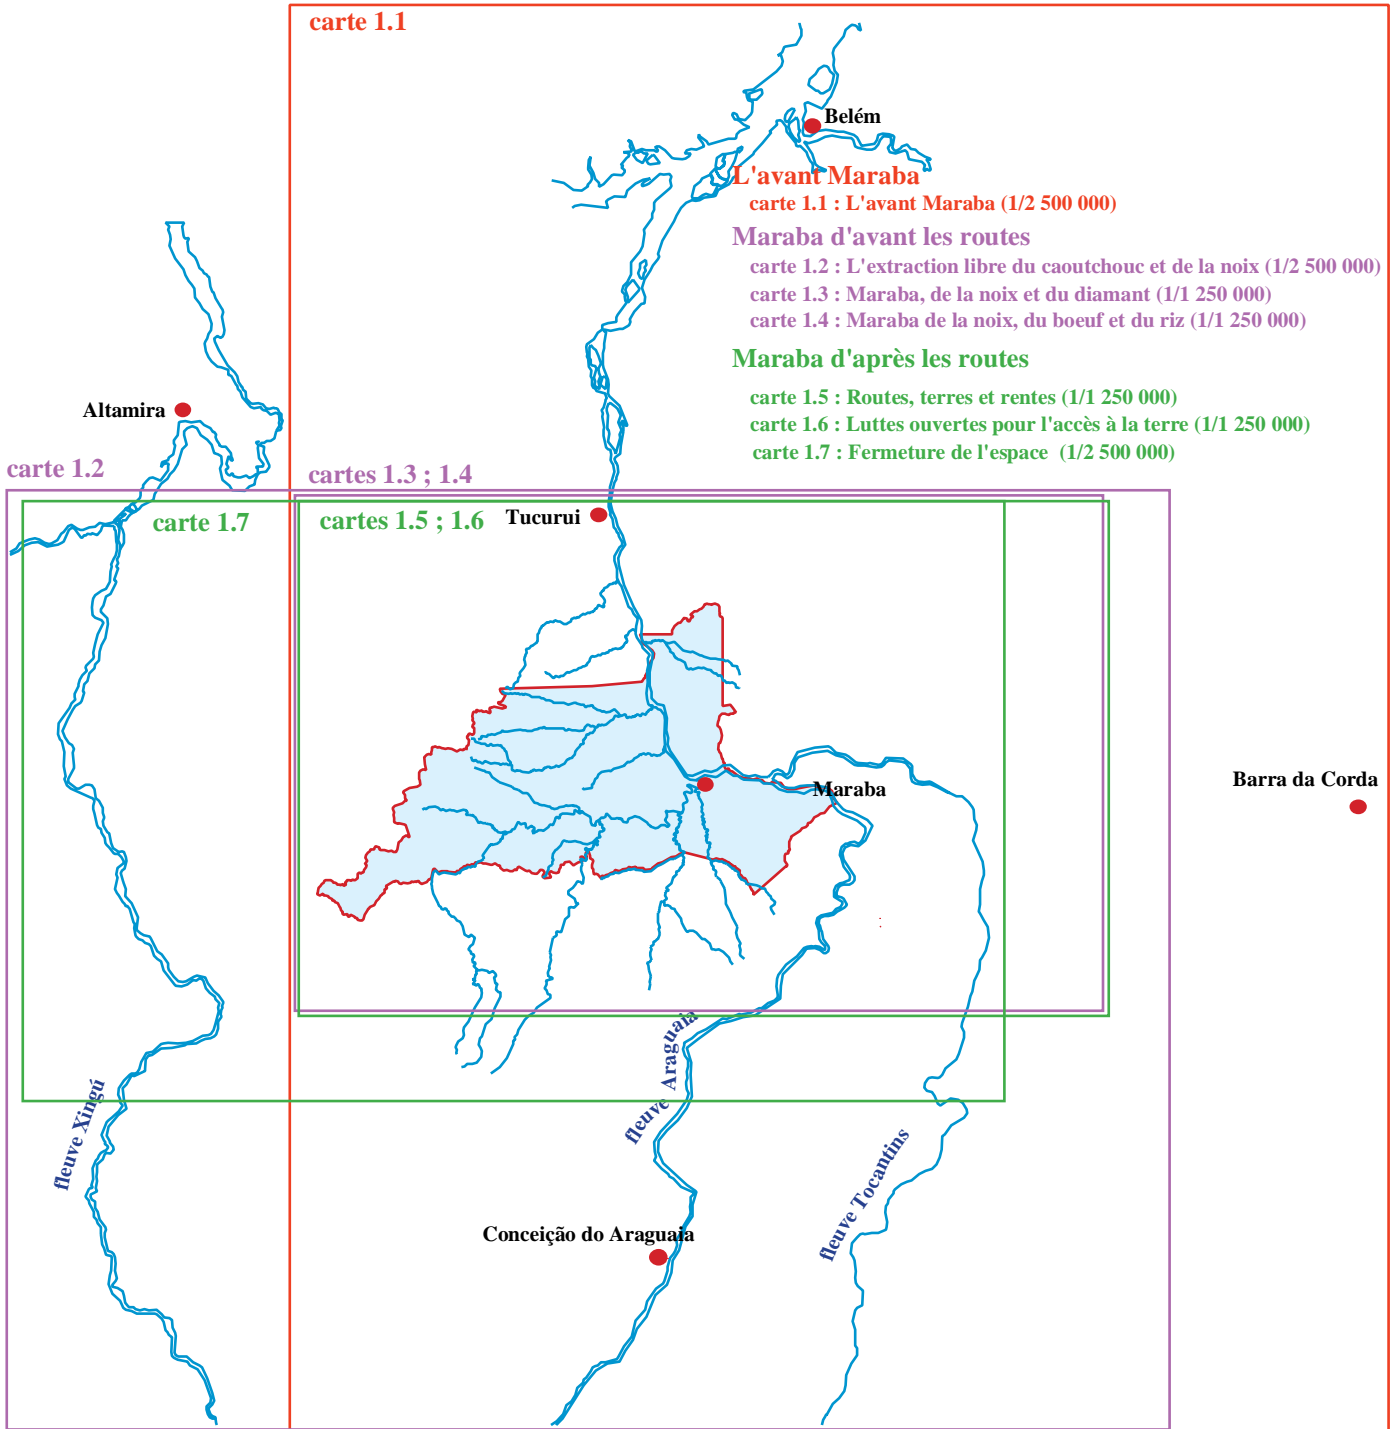 carte 1.1
Belém
L'avant Maraba
carte 1.1 : L'avant Maraba (1/2 500 000)
Maraba d'avant les routes
carte 1.2 : L'extraction libre du caoutchouc et de la noix (1/2 500 000)
carte 1.3 : Maraba, de la noix et du diamant (1/1 250 000)
carte 1.4 : Maraba de la noix, du boeuf et du riz (1/1 250 000)
Maraba d'après les routes
carte 1.5 : Routes, terres et rentes (1/1 250 000)
carte 1.6 : Luttes ouvertes pour l'accès à la terre (1/1 250 000)
carte 1.7 : Fermeture de l'espace (1/2 500 000)
Altamira
carte 1.2
cartes 1.3 ; 1.4
carte 1.7
cartes 1.5 ; 1.6
Tucurui
Maraba
Barra da Corda
fleuve Xingú
fleuve Araguaia
fleuve Tocantins
Conceição do Araguaia